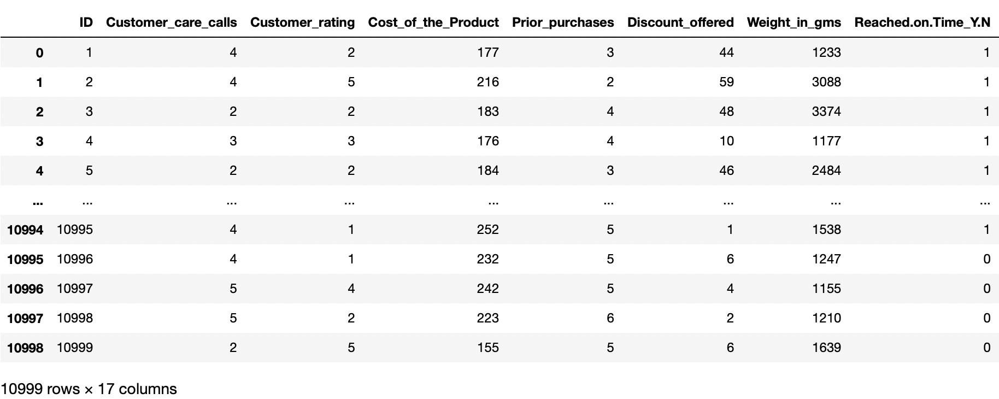 ID Customer_care_calls Customer_rating Cost_of_the_Product Prior_purchases Discount_offered Weight_in_gms Reached.on.Time_Y.N
0 1 4 2 177 3 44 1233 1
1 2 4 5 216 2 59 3088 1
2 3 2 2 183 4 48 3374 1
3 4 3 3 176 4 10 1177 1
4 5 2 2 184 3 46 2484 1
... ... ... ... ... ... ... ... ...
10994 10995 4 1 252 5 1 1538 1
10995 10996 4 1 232 5 6 1247 0
10996 10997 5 4 242 5 4 1155 0
10997 10998 5 2 223 6 2 1210 0
10998 10999 2 5 155 5 6 1639 0
10999 rows × 17 columns